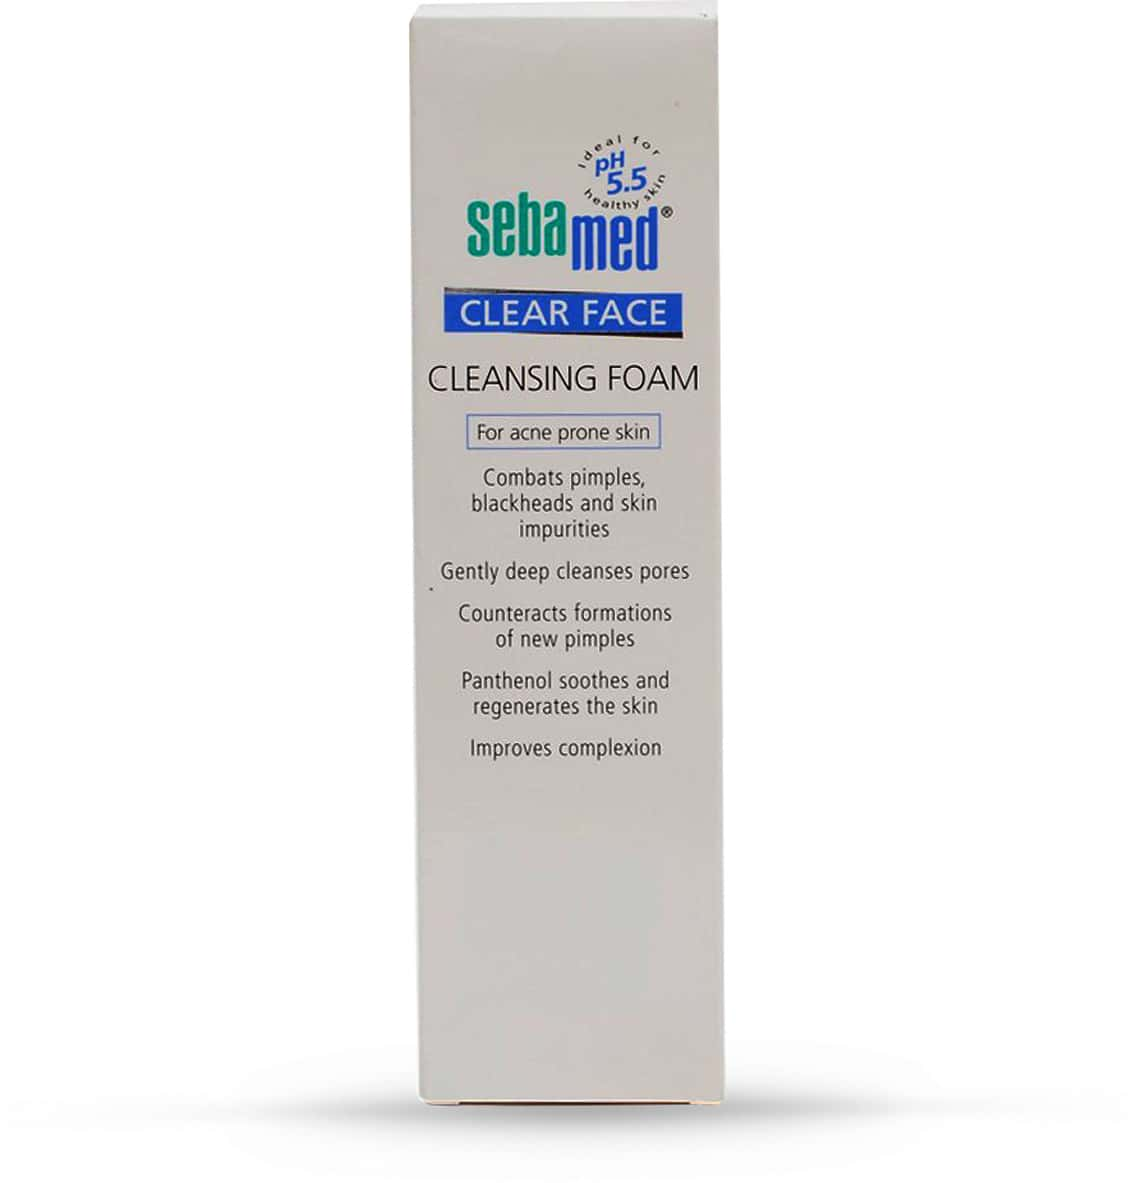 ideal for
pH
5.5
healthy skin
sebamed®
CLEAR FACE
CLEANSING FOAM
For acne prone skin
Combats pimples,
blackheads and skin
impurities
Gently deep cleanses pores
Counteracts formations
of new pimples
Panthenol soothes and
regenerates the skin
Improves complexion